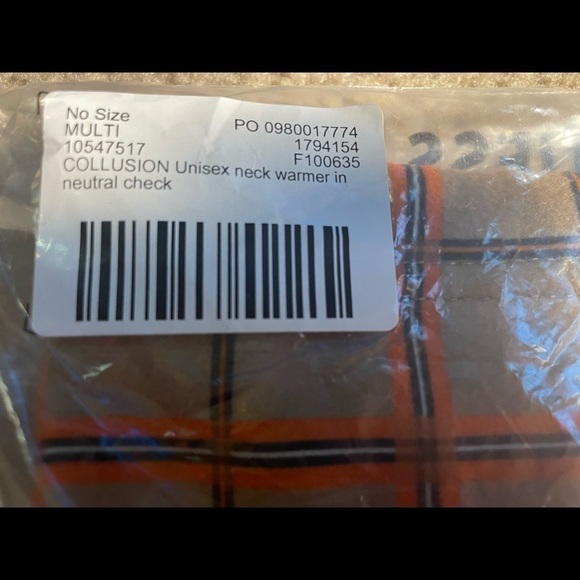 No Size
MULTI PO 0980017774
10547517 1794154
F100635
COLLUSION Unisex neck warmer in
neutral check